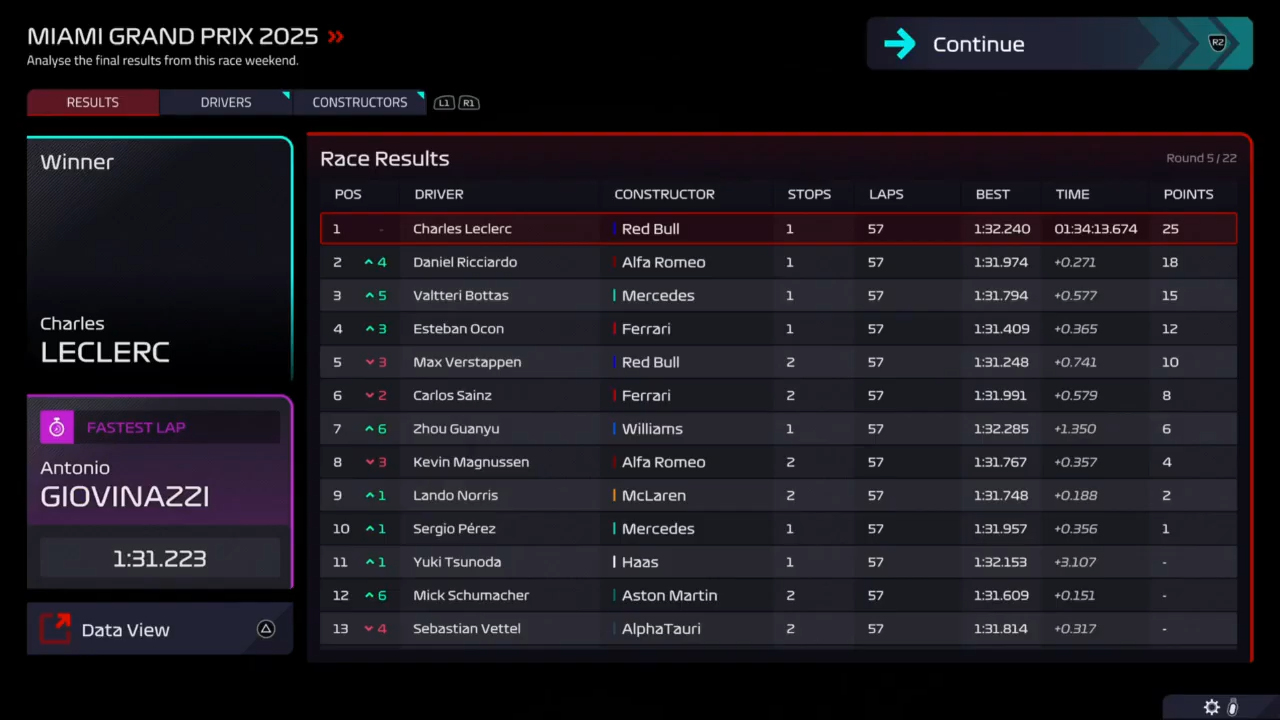 MIAMI GRAND PRIX 2025
Analyse the final results from this race weekend.
Continue
R2
RESULTS DRIVERS CONSTRUCTORS L1 R1
Winner
Charles
LECLERC
FASTEST LAP
Antonio
GIOVINAZZI
1:31.223
Data View
Race Results Round 5 / 22
POS DRIVER CONSTRUCTOR STOPS LAPS BEST TIME POINTS
1 - Charles Leclerc Red Bull 1 57 1:32.240 01:34:13.674 25
2 4 Daniel Ricciardo Alfa Romeo 1 57 1:31.974 +0.271 18
3 5 Valtteri Bottas Mercedes 1 57 1:31.794 +0.577 15
4 3 Esteban Ocon Ferrari 1 57 1:31.409 +0.365 12
5 3 Max Verstappen Red Bull 2 57 1:31.248 +0.741 10
6 2 Carlos Sainz Ferrari 2 57 1:31.991 +0.579 8
7 6 Zhou Guanyu Williams 1 57 1:32.285 +1.350 6
8 3 Kevin Magnussen Alfa Romeo 2 57 1:31.767 +0.357 4
9 1 Lando Norris McLaren 2 57 1:31.748 +0.188 2
10 1 Sergio Pérez Mercedes 1 57 1:31.957 +0.356 1
11 1 Yuki Tsunoda Haas 1 57 1:32.153 +3.107 -
12 6 Mick Schumacher Aston Martin 2 57 1:31.609 +0.151 -
13 4 Sebastian Vettel AlphaTauri 2 57 1:31.814 +0.317 -